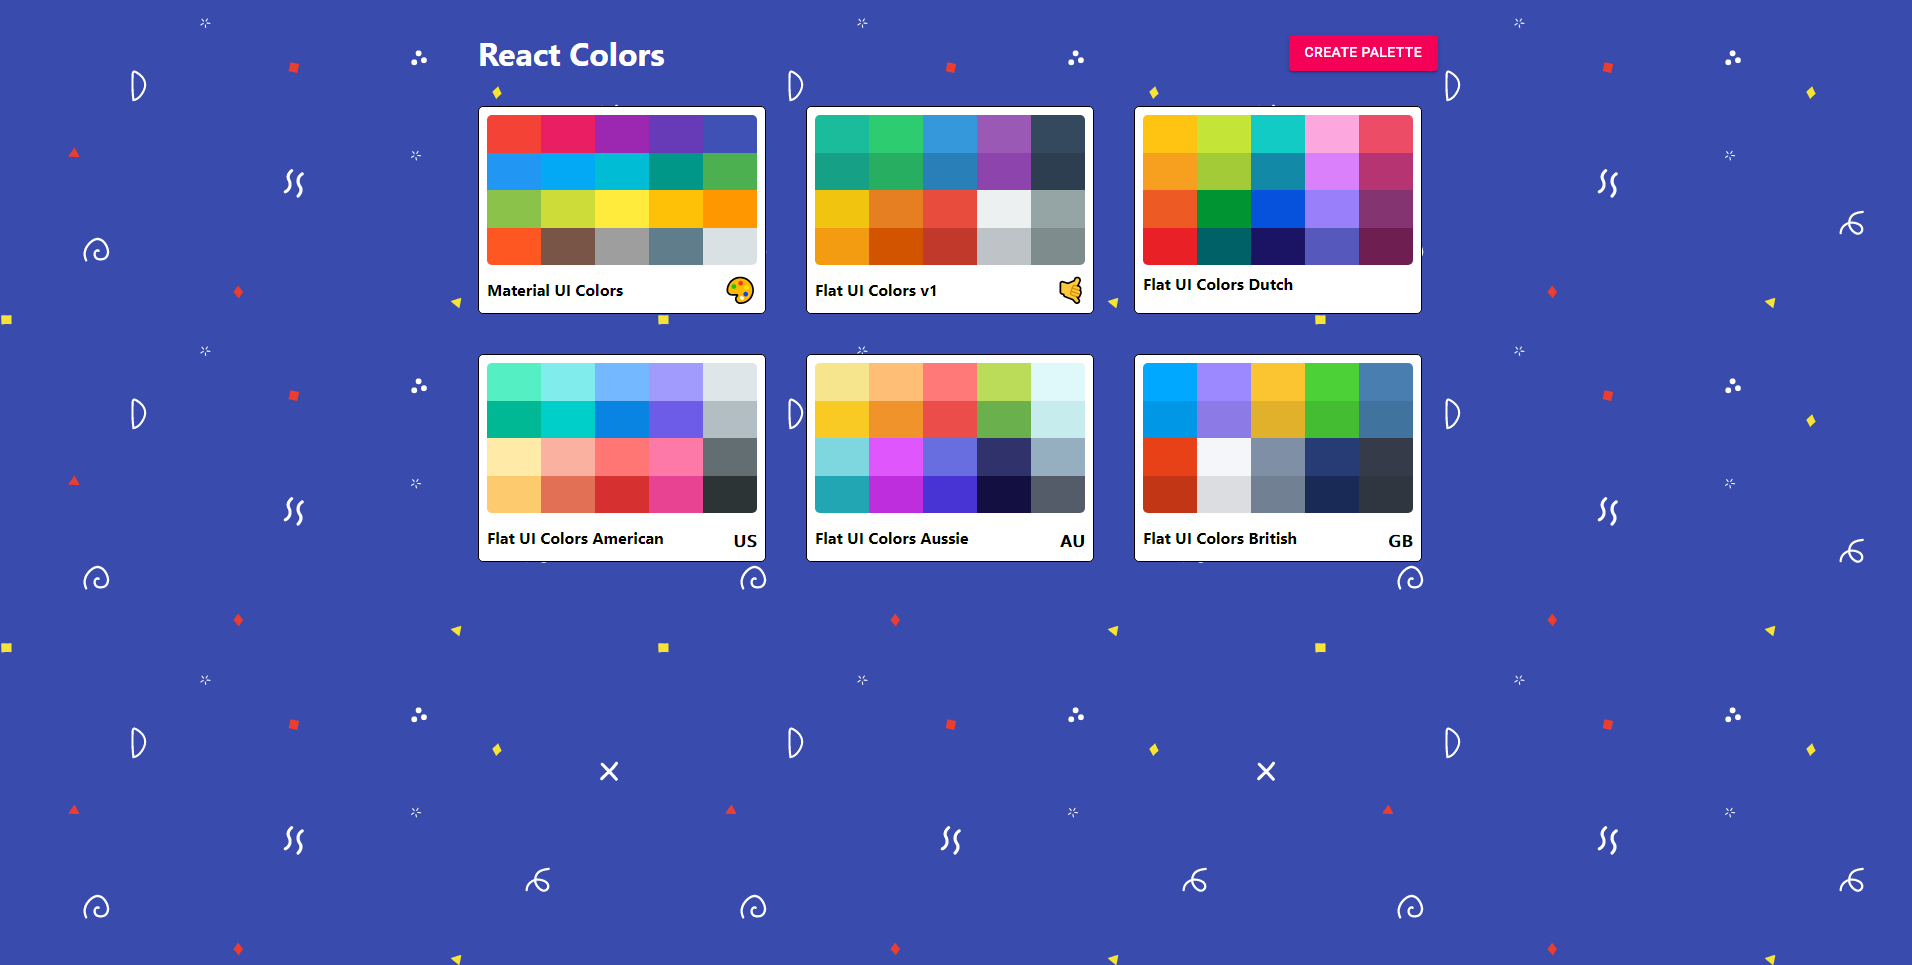 React Colors
CREATE PALETTE
Material UI Colors
Flat UI Colors v1
Flat UI Colors Dutch
Flat UI Colors American US
Flat UI Colors Aussie AU
Flat UI Colors British GB